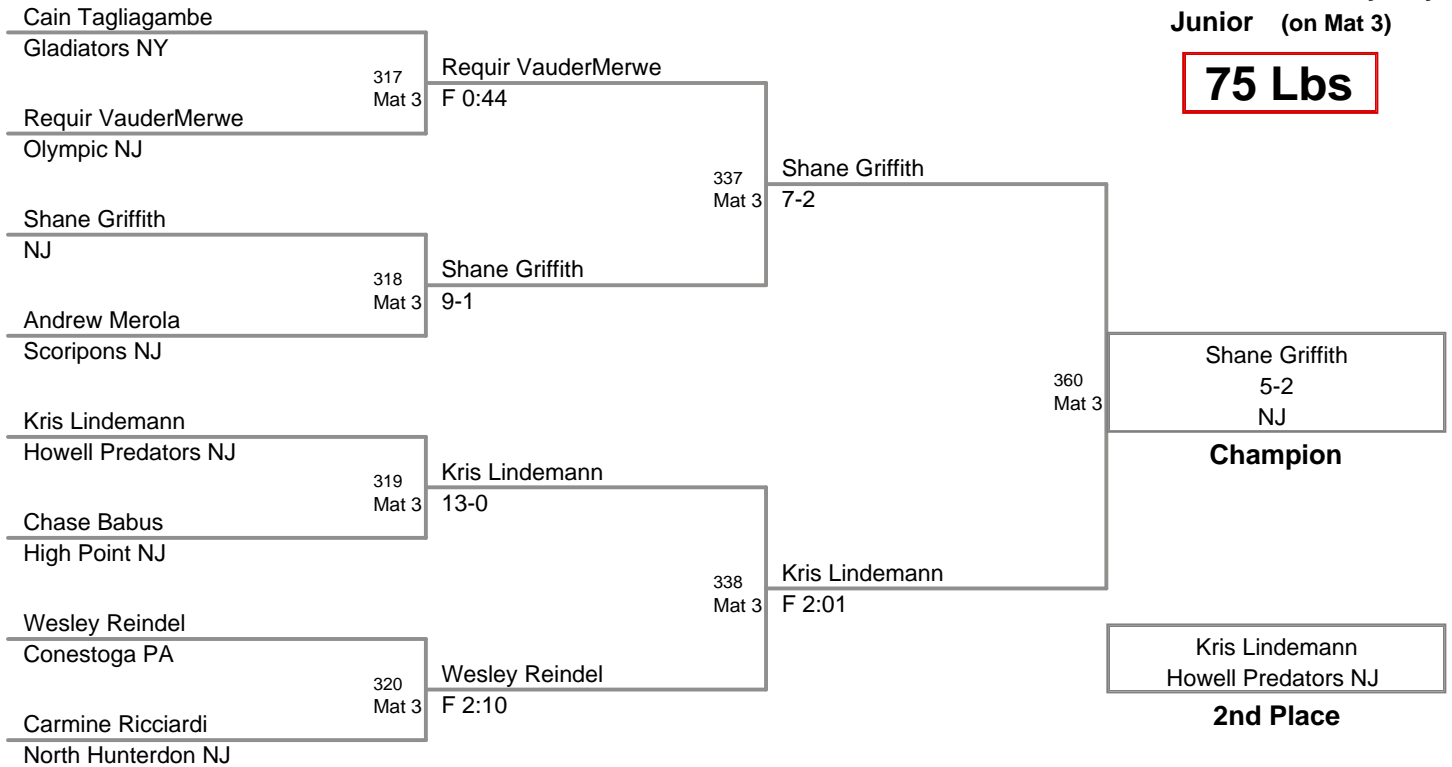 Junior (on Mat 3)
75 Lbs
Cain Tagliagambe
Gladiators NY
317
Mat 3
Requir VauderMerwe
F 0:44
Requir VauderMerwe
Olympic NJ
337
Mat 3
Shane Griffith
7-2
Shane Griffith
NJ
318
Mat 3
Shane Griffith
9-1
Andrew Merola
Scoripons NJ
360
Mat 3
Shane Griffith
5-2
NJ
Champion
Kris Lindemann
Howell Predators NJ
319
Mat 3
Kris Lindemann
13-0
Chase Babus
High Point NJ
338
Mat 3
Kris Lindemann
F 2:01
Wesley Reindel
Conestoga PA
320
Mat 3
Wesley Reindel
F 2:10
Carmine Ricciardi
North Hunterdon NJ
Kris Lindemann
Howell Predators NJ
2nd Place